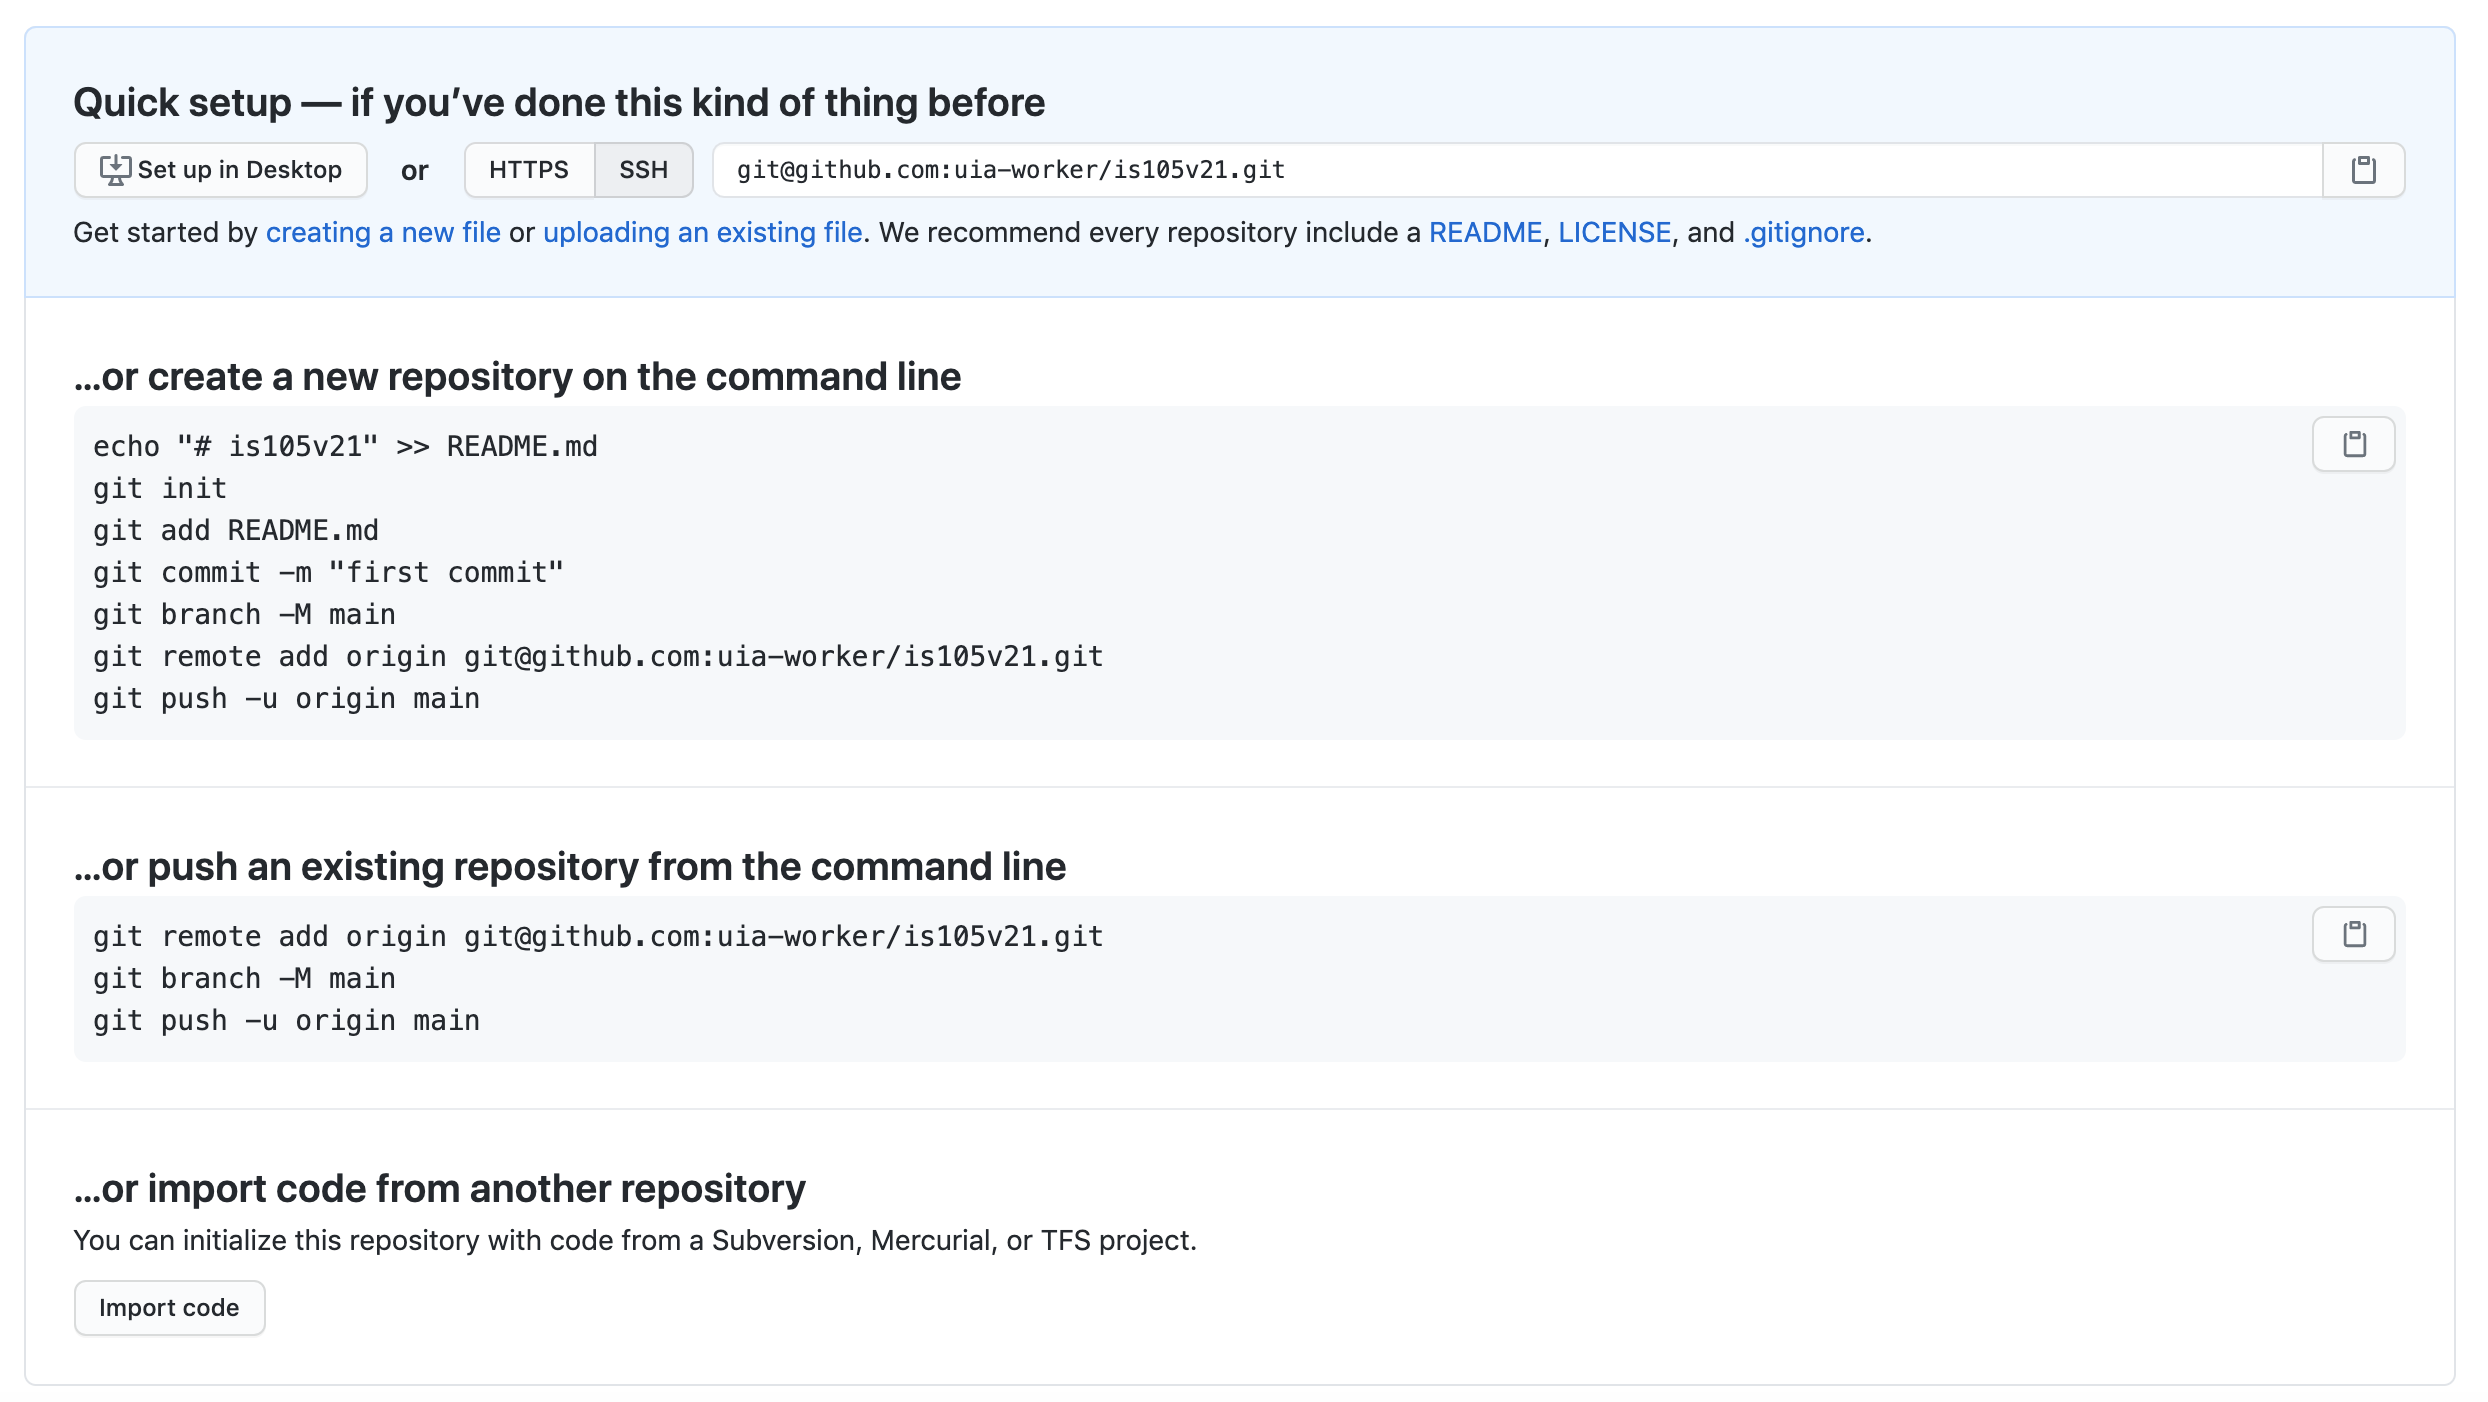 Quick setup — if you’ve done this kind of thing before
Set up in Desktop or HTTPS SSH git@github.com:uia-worker/is105v21.git
Get started by creating a new file or uploading an existing file. We recommend every repository include a README, LICENSE, and .gitignore.
...or create a new repository on the command line
echo "# is105v21" >> README.md
git init
git add README.md
git commit -m "first commit"
git branch -M main
git remote add origin git@github.com:uia-worker/is105v21.git
git push -u origin main
...or push an existing repository from the command line
git remote add origin git@github.com:uia-worker/is105v21.git
git branch -M main
git push -u origin main
...or import code from another repository
You can initialize this repository with code from a Subversion, Mercurial, or TFS project.
Import code